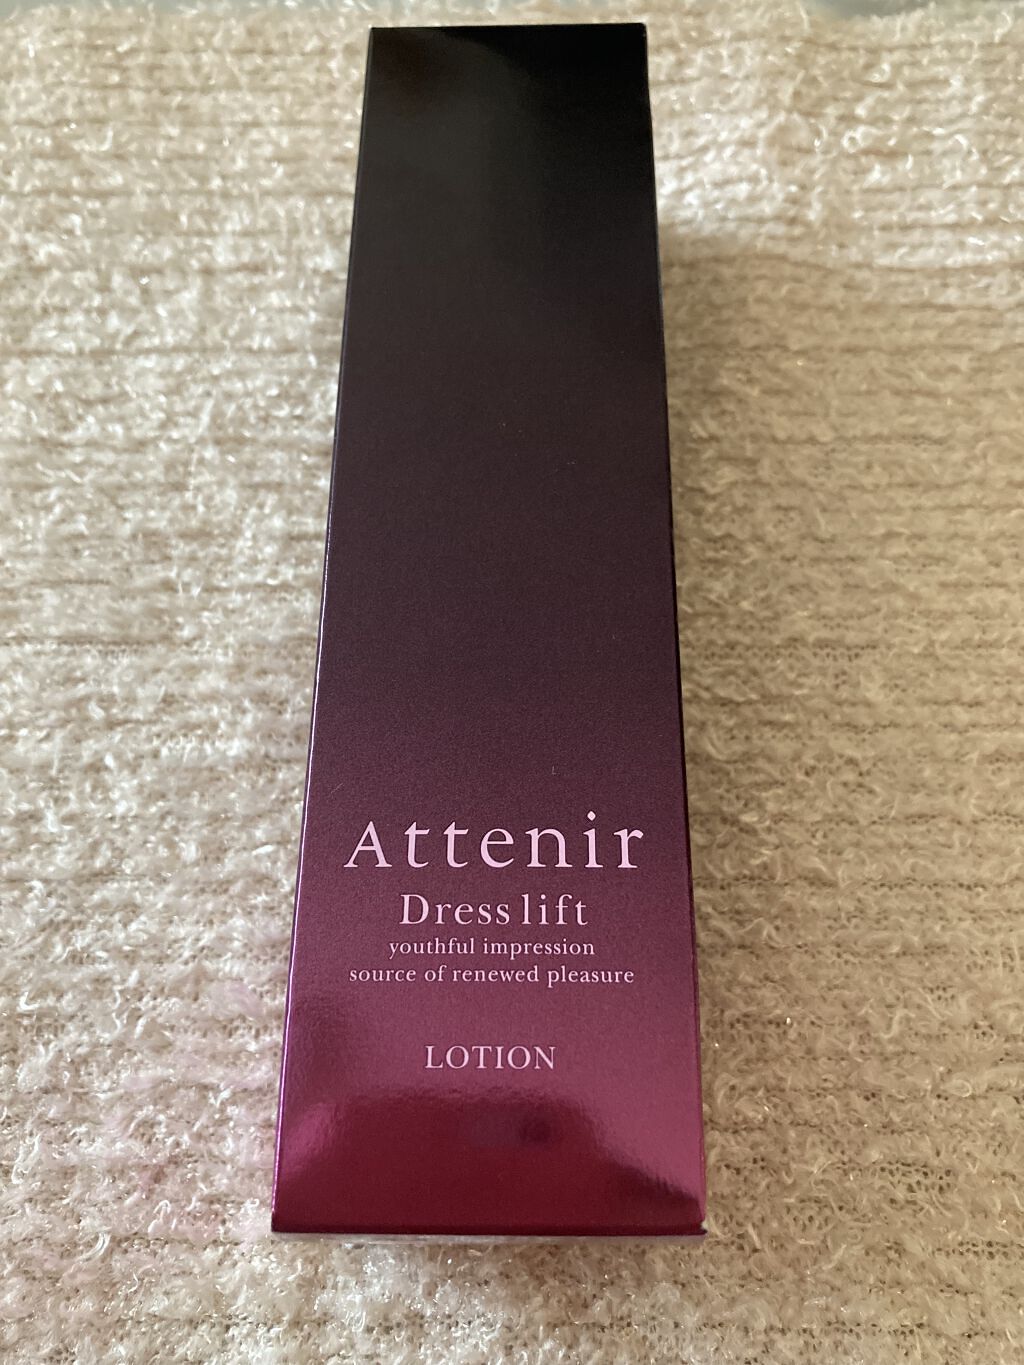 Attenir
Dress lift
youthful impression
source of renewed pleasure
LOTION